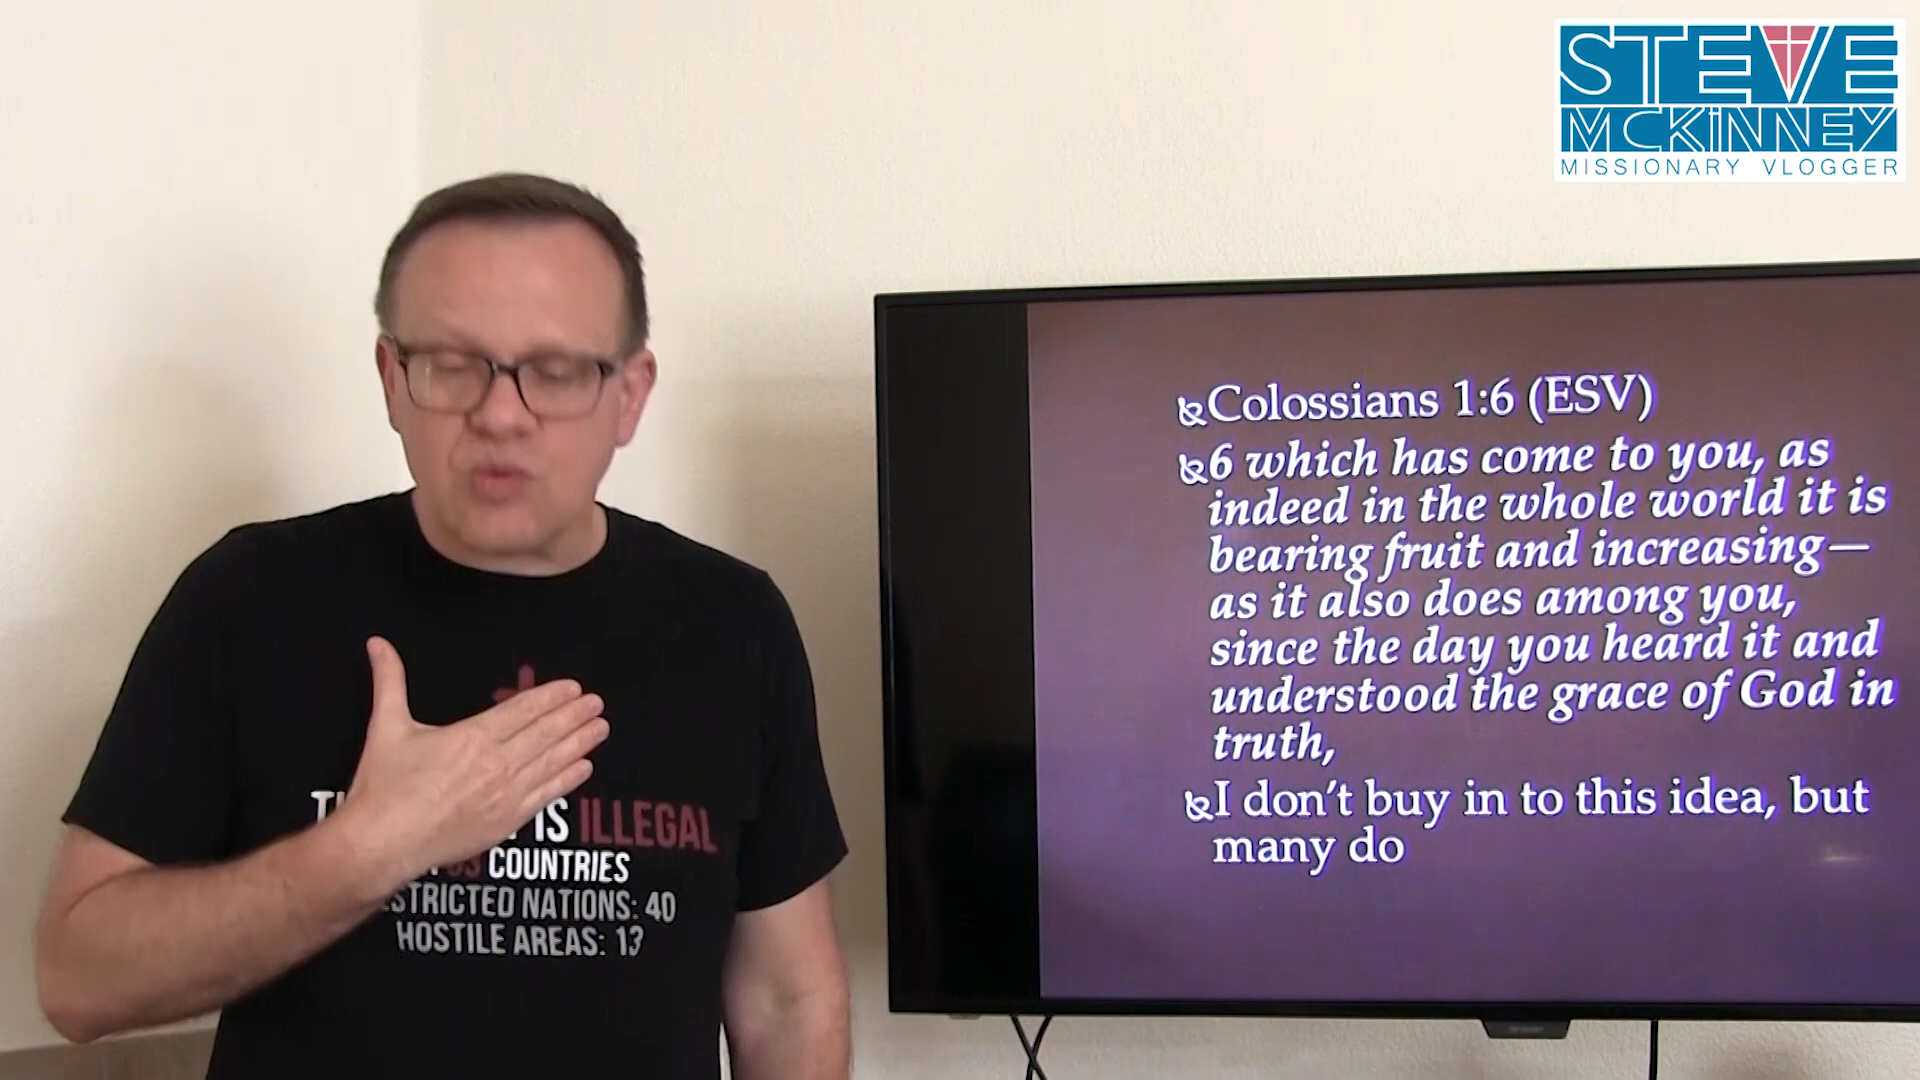 STEVE
MCKINNEY
MISSIONARY VLOGGER
Colossians 1:6 (ESV)
6 which has come to you, as
indeed in the whole world it is
bearing fruit and increasing—
as it also does among you,
since the day you heard it and
understood the grace of God in
truth,
I don't buy in to this idea, but
many do
IS ILLEGAL
COUNTRIES
NATIONS: 40
HOSTILE AREAS: 13